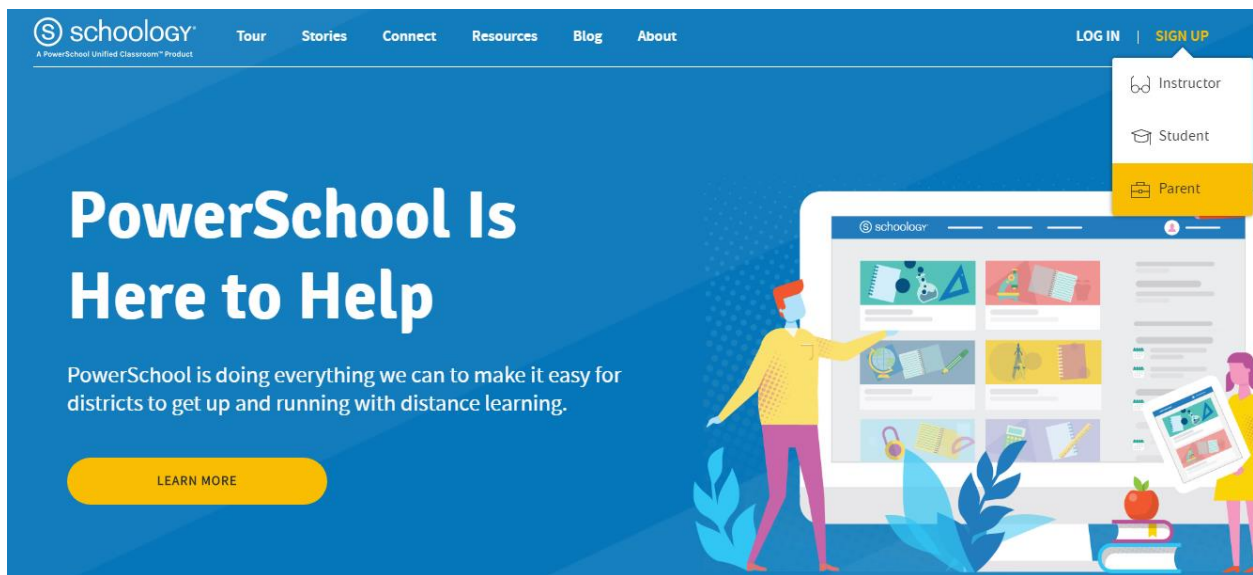 schoology
A PowerSchool Unified Classroom™ Product
Tour Stories Connect Resources Blog About
LOG IN | SIGN UP
Instructor
Student
Parent
PowerSchool Is
Here to Help
PowerSchool is doing everything we can to make it easy for
districts to get up and running with distance learning.
LEARN MORE
schoology